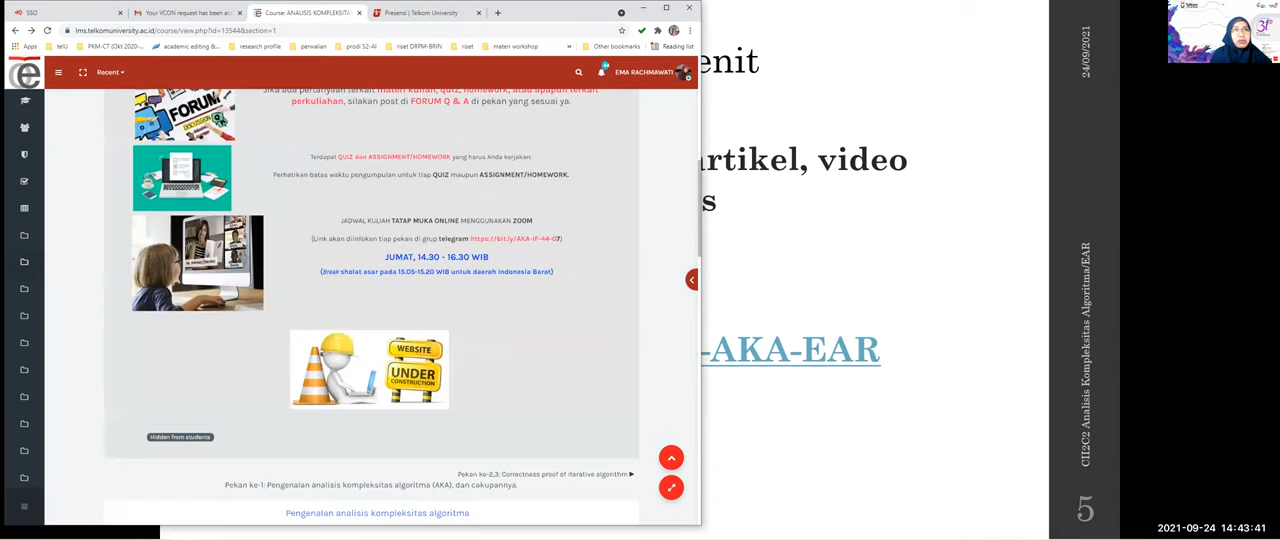 SSO
Your VCON request has been acc
Course: ANALISIS KOMPLEKSITA
Presensi | Telkom University
lms.telkomuniversity.ac.id/course/view.php?id=13544&section=1
Apps
telU
PKM-CT (Okt 2020-...
academic editing &...
research profile
perwalian
prodi S2-AI
riset DRPM-BRIN
riset
materi workshop
»
Other bookmarks
Reading list
Recent
EMA RACHMAWATI
Jika ada pertanyaan terkait materi kuliah, quiz, homework, atau apapun terkait
perkuliahan, silakan post di FORUM Q & A di pekan yang sesuai ya.
FORUM
Terdapat QUIZ dan ASSIGNMENT/HOMEWORK yang harus Anda kerjakan.
Perhatikan batas waktu pengumpulan untuk tiap QUIZ maupun ASSIGNMENT/HOMEWORK.
JADWAL KULIAH TATAP MUKA ONLINE MENGGUNAKAN ZOOM
(Link akan diinfokan tiap pekan di grup telegram https://bit.ly/AKA-IF-44-07)
JUMAT, 14.30 - 16.30 WIB
(Break sholat asar pada 15.05-15.20 WIB untuk daerah Indonesia Barat)
WEBSITE
UNDER
CONSTRUCTION
Hidden from students
Pekan ke-2,3: Correctness proof of iterative algorithm ►
Pekan ke-1: Pengenalan analisis kompleksitas algoritma (AKA), dan cakupannya.
Pengenalan analisis kompleksitas algoritma
enit
artikel, video
s
-AKA-EAR
24/09/2021
CII2C2 Analisis Kompleksitas Algoritma/EAR
5
2021-09-24 14:43:41